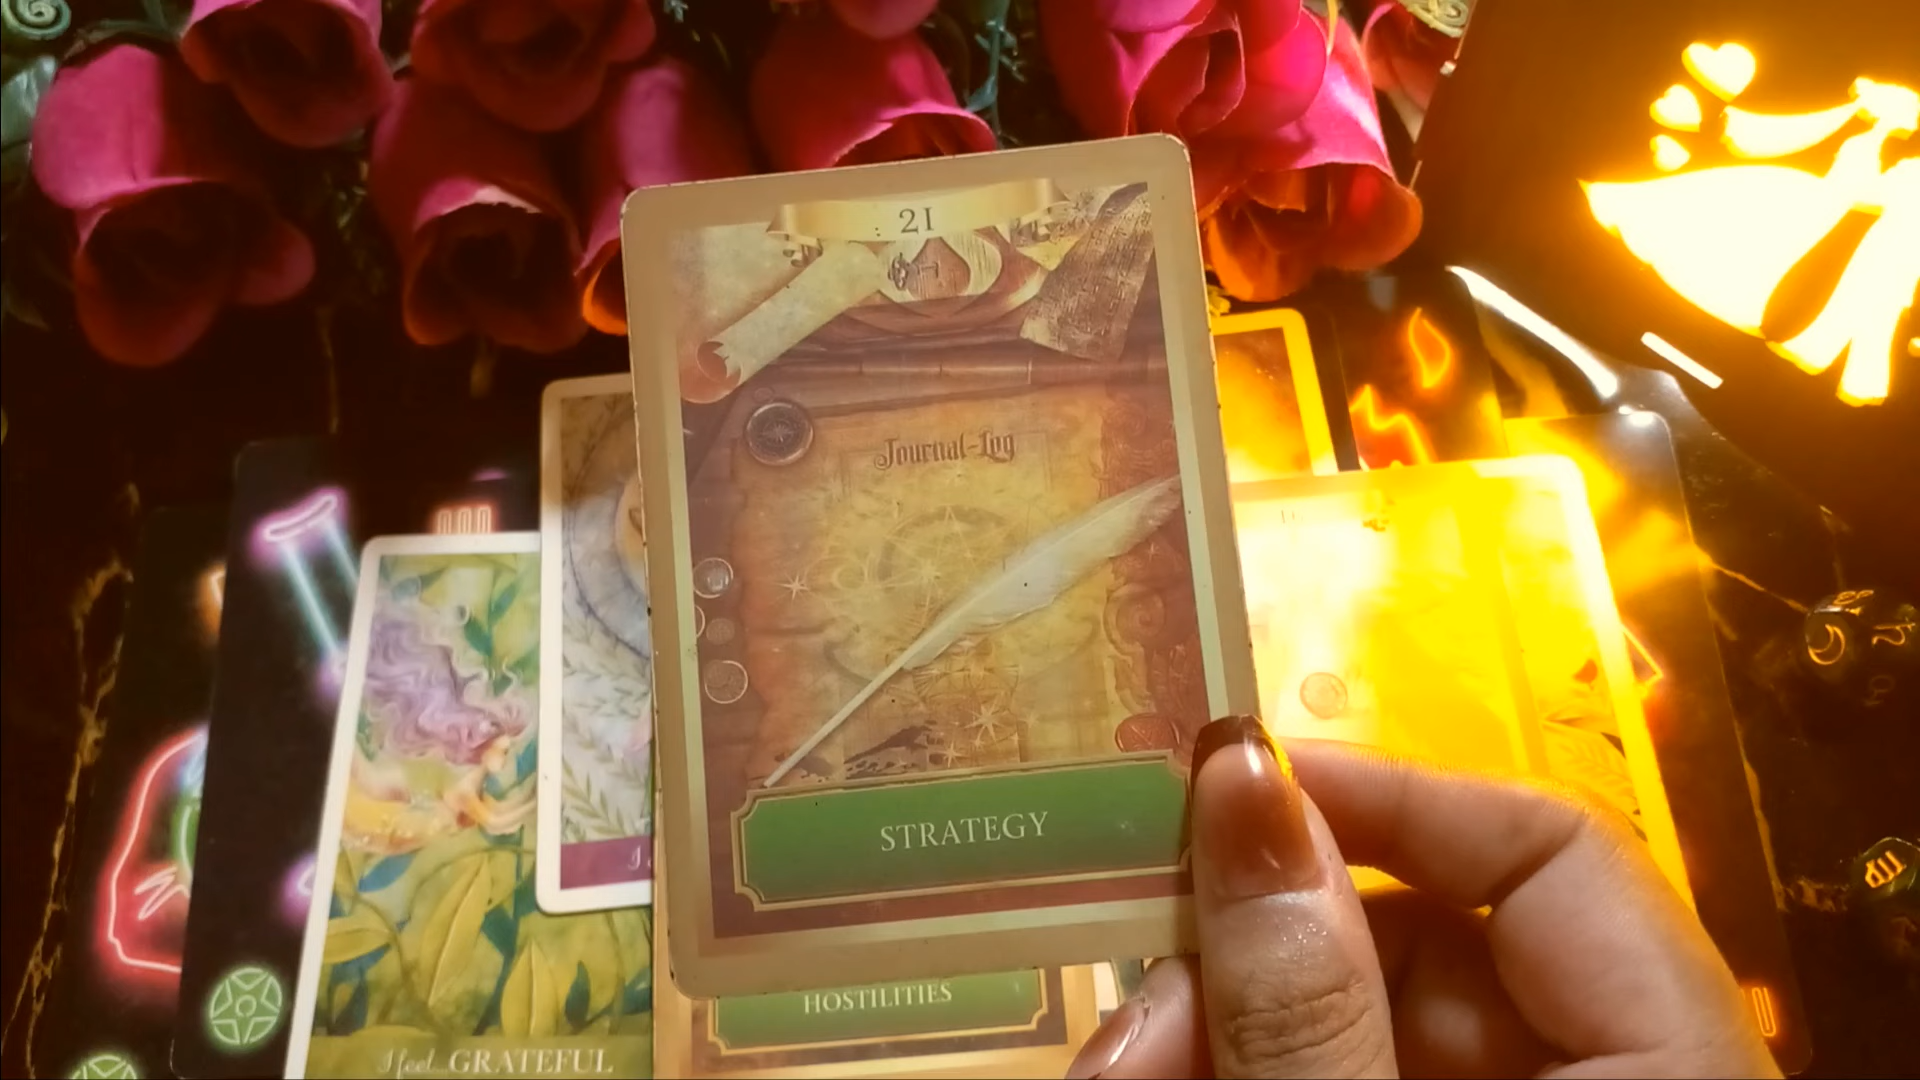 21
Journal-Log
STRATEGY
HOSTILITIES
I feel...GRATEFUL